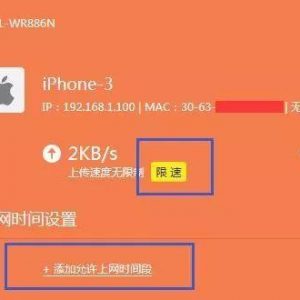 L-WR886N
iPhone-3
IP：192.168.1.100 | MAC：30-63- | 无
2KB/s
上传速度无限制 限速
网时间设置
+ 添加允许上网时间段